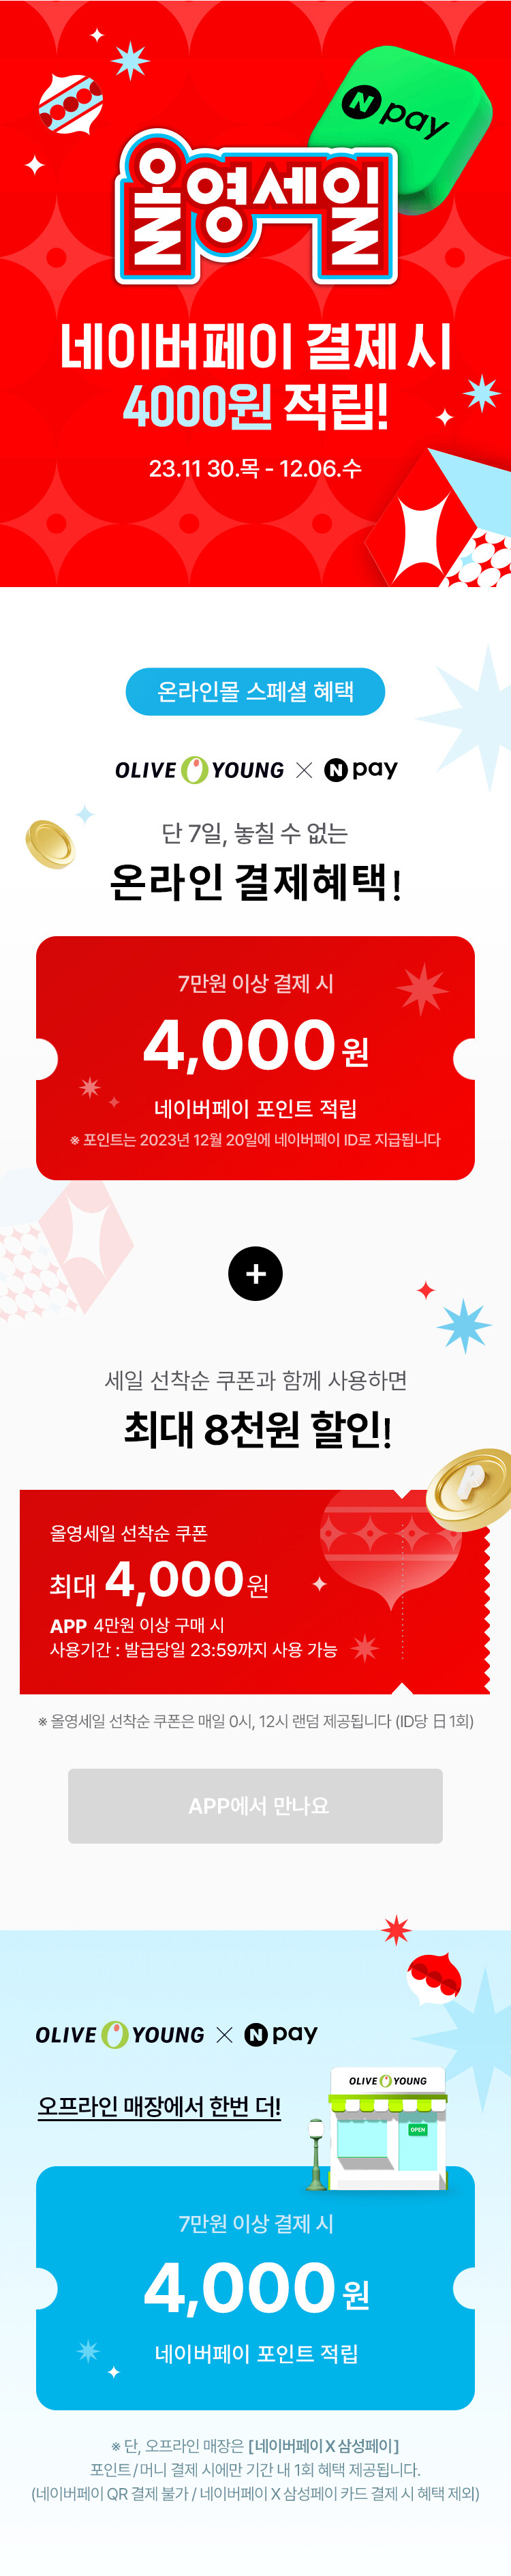 N pay
올영세일
네이버페이 결제 시
4000원 적립!
23.11 30.목 - 12.06.수
온라인몰 스페셜 혜택
OLIVE YOUNG × N pay
단 7일, 놓칠 수 없는
온라인 결제혜택!
7만원 이상 결제 시
4,000원
네이버페이 포인트 적립
※ 포인트는 2023년 12월 20일에 네이버페이 ID로 지급됩니다
+
세일 선착순 쿠폰과 함께 사용하면
최대 8천원 할인!
P
올영세일 선착순 쿠폰
최대 4,000원
APP 4만원 이상 구매 시
사용기간 : 발급당일 23:59까지 사용 가능
※ 올영세일 선착순 쿠폰은 매일 0시, 12시 랜덤 제공됩니다 (ID당 日 1회)
APP에서 만나요
OLIVE YOUNG × N pay
OLIVE YOUNG
오프라인 매장에서 한번 더!
OPEN
7만원 이상 결제 시
4,000원
네이버페이 포인트 적립
※ 단, 오프라인 매장은 [네이버페이 X 삼성페이]
포인트/머니 결제 시에만 기간 내 1회 혜택 제공됩니다.
(네이버페이 QR 결제 불가 / 네이버페이 X 삼성페이 카드 결제 시 혜택 제외)